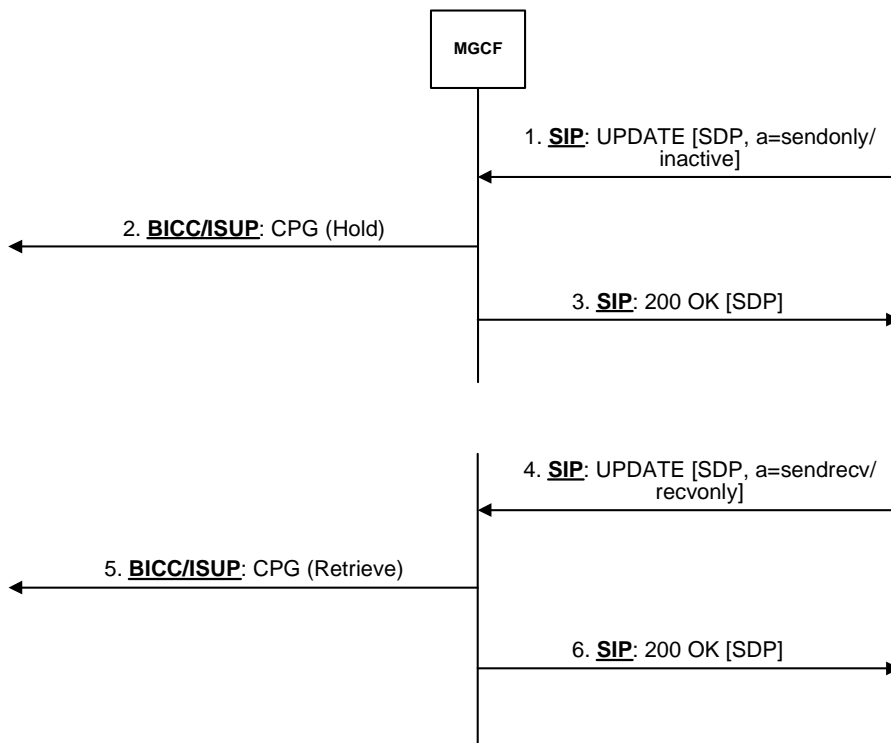 MGCF
1. SIP: UPDATE [SDP, a=sendonly/
inactive]
2. BICC/ISUP: CPG (Hold)
3. SIP: 200 OK [SDP]
4. SIP: UPDATE [SDP, a=sendrecv/
recvonly]
5. BICC/ISUP: CPG (Retrieve)
6. SIP: 200 OK [SDP]